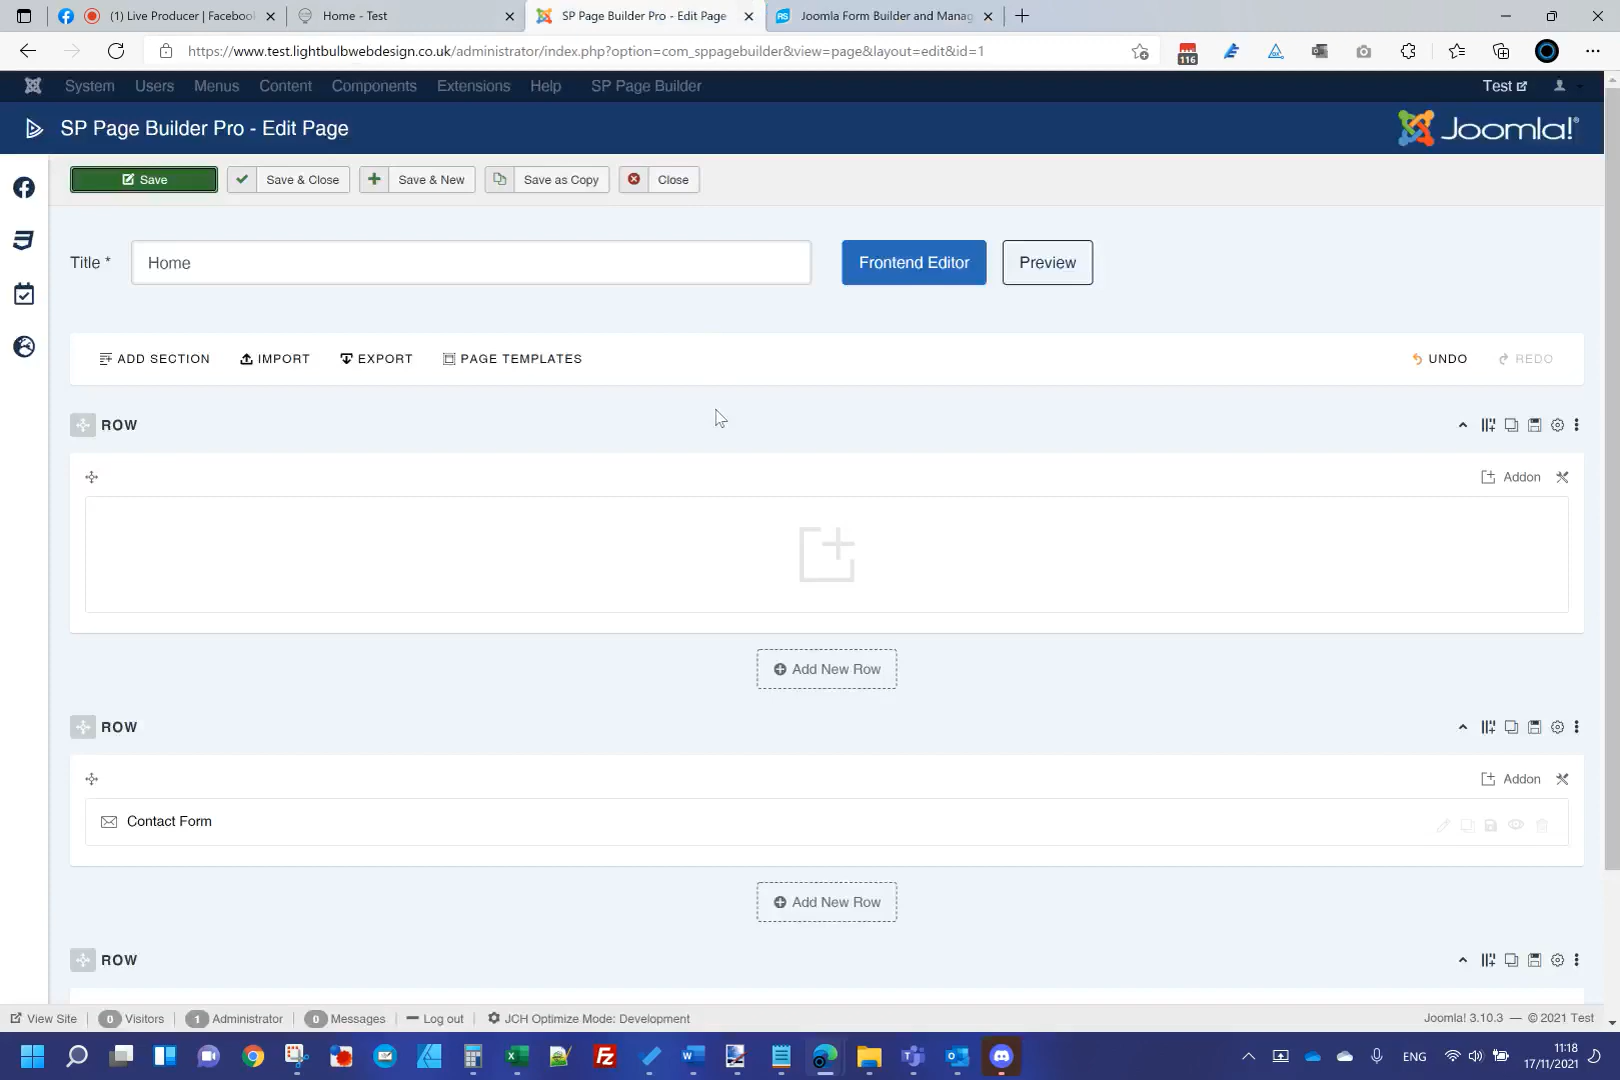 (1) Live Producer | Facebook
Home - Test
SP Page Builder Pro - Edit Page
Joomla Form Builder and Manag
https://www.test.lightbulbwebdesign.co.uk/administrator/index.php?option=com_sppagebuilder&view=page&layout=edit&id=1
116
System Users Menus Content Components Extensions Help SP Page Builder
Test
SP Page Builder Pro - Edit Page
Joomla!®
Save
Save & Close
Save & New
Save as Copy
Close
Title *
Home
Frontend Editor
Preview
ADD SECTION
IMPORT
EXPORT
PAGE TEMPLATES
UNDO
REDO
ROW
Addon
Add New Row
ROW
Addon
Contact Form
Add New Row
ROW
View Site
0 Visitors
1 Administrator
0 Messages
Log out
JCH Optimize Mode: Development
Joomla! 3.10.3 — © 2021 Test
ENG
11:18
17/11/2021